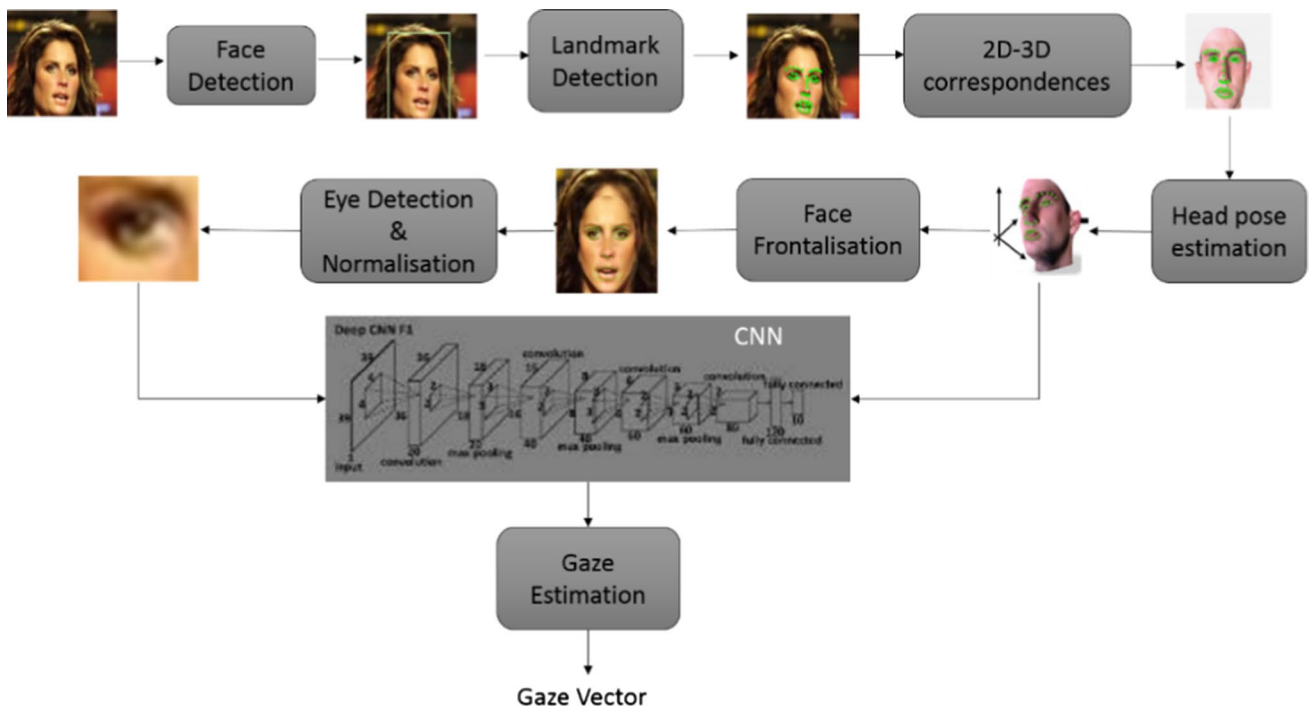 Face
Detection
Landmark
Detection
2D-3D
correspondences
Eye Detection
&
Normalisation
Face
Frontalisation
Head pose
estimation
Deep CNN F1
CNN
convolution
convolution
convolution
fully connected
input
convolution
max pooling
max pooling
max pooling
fully connected
Gaze
Estimation
Gaze Vector